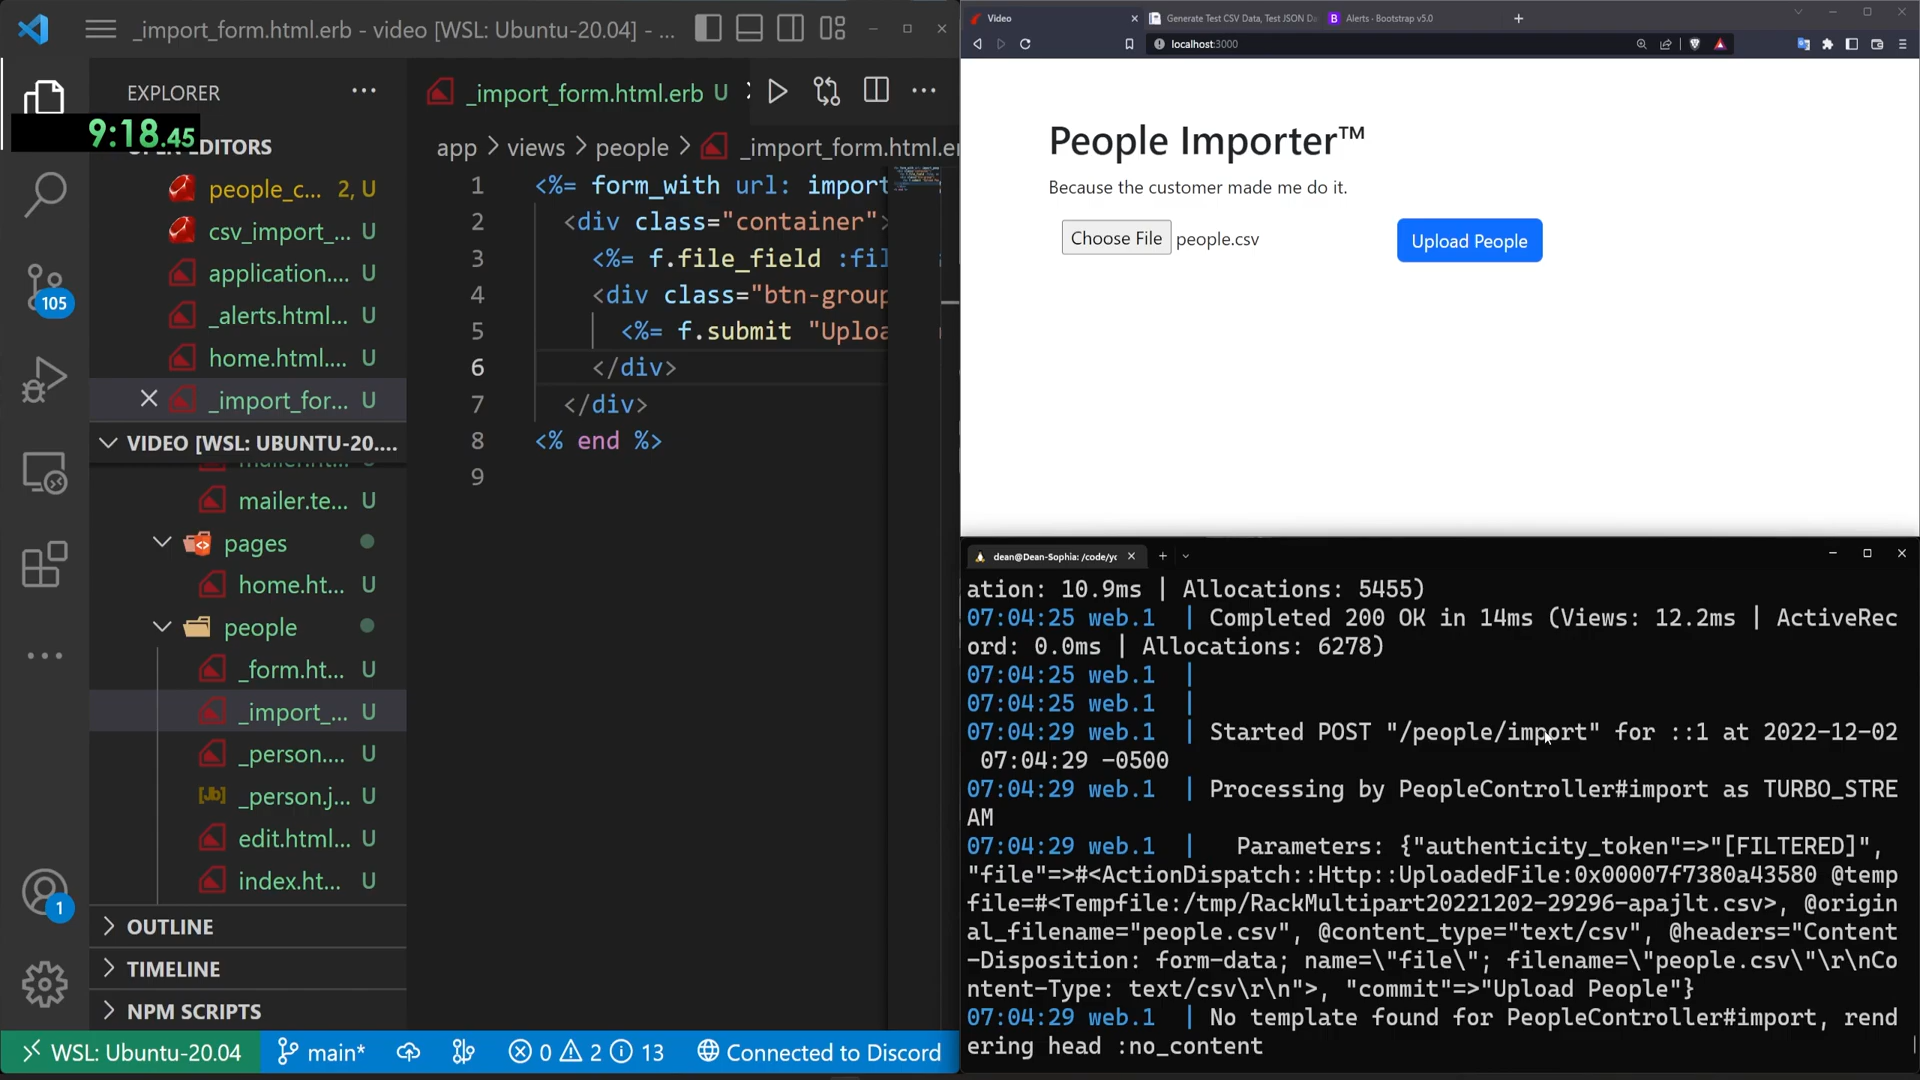 _import_form.html.erb - video [WSL: Ubuntu-20.04] - ...
EXPLORER
9:18.45
EDITORS
people_c... 2, U
csv_import_... U
application.... U
_alerts.html... U
home.html.... U
_import_for... U
VIDEO [WSL: UBUNTU-20....
mailer.te... U
pages
home.ht... U
people
_form.ht... U
_import_... U
_person.... U
_person.j... U
edit.html... U
index.ht... U
OUTLINE
TIMELINE
NPM SCRIPTS
105
1
_import_form.html.erb U
app > views > people > _import_form.html.e
1 <%= form_with url: import
2 <div class="container">
3 <%= f.file_field :fil
4 <div class="btn-group
5 <%= f.submit "Uploa
6 </div>
7 </div>
8 <% end %>
9
WSL: Ubuntu-20.04 main* 0 2 13 Connected to Discord
Video
Generate Test CSV Data, Test JSON Da
Alerts · Bootstrap v5.0
localhost:3000
People Importer™
Because the customer made me do it.
Choose File people.csv
Upload People
dean@Dean-Sophia: /code/yo
ation: 10.9ms | Allocations: 5455)
07:04:25 web.1 | Completed 200 OK in 14ms (Views: 12.2ms | ActiveRec
ord: 0.0ms | Allocations: 6278)
07:04:25 web.1 |
07:04:25 web.1 |
07:04:29 web.1 | Started POST "/people/import" for ::1 at 2022-12-02
07:04:29 -0500
07:04:29 web.1 | Processing by PeopleController#import as TURBO_STRE
AM
07:04:29 web.1 | Parameters: {"authenticity_token"=>"[FILTERED]",
"file"=>#<ActionDispatch::Http::UploadedFile:0x00007f7380a43580 @temp
file=#<Tempfile:/tmp/RackMultipart20221202-29296-apajlt.csv>, @origin
al_filename="people.csv", @content_type="text/csv", @headers="Content
-Disposition: form-data; name=\"file\"; filename=\"people.csv\"\r\nCo
ntent-Type: text/csv\r\n">, "commit"=>"Upload People"}
07:04:29 web.1 | No template found for PeopleController#import, rend
ering head :no_content